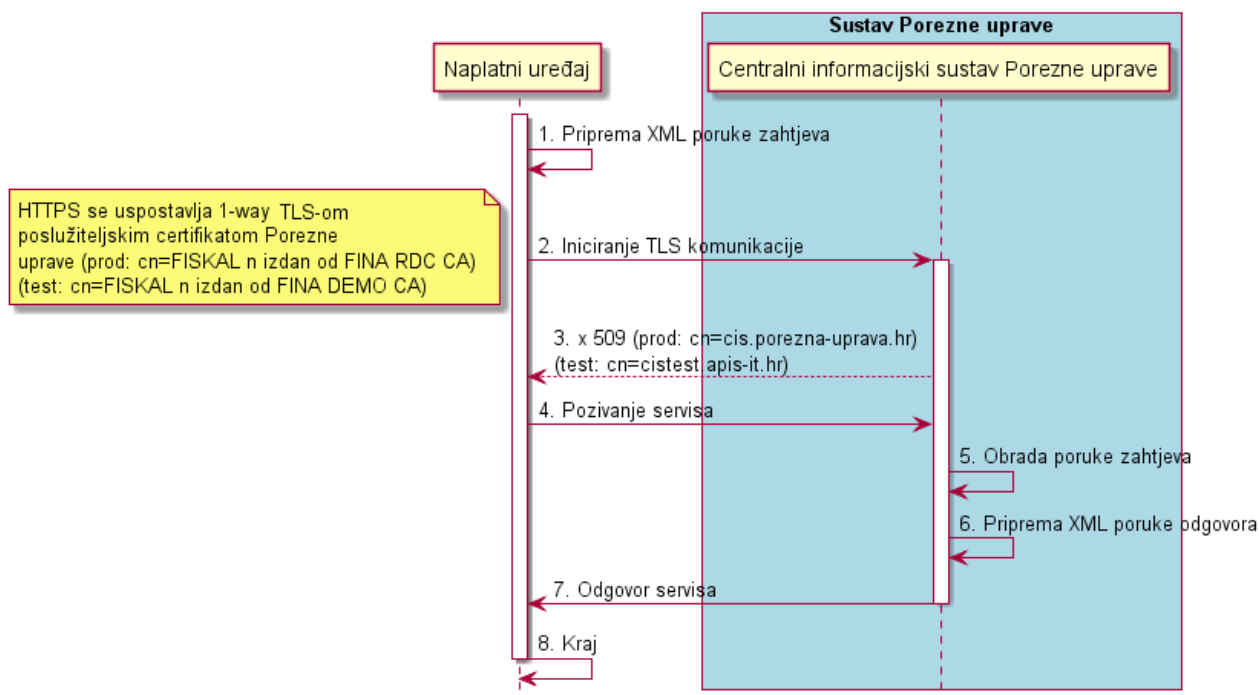 Sustav Porezne uprave
Naplatni uređaj
Centralni informacijski sustav Porezne uprave
1. Priprema XML poruke zahtjeva
HTTPS se uspostavlja 1-way TLS-om
poslužiteljskim certifikatom Porezne
uprave (prod: cn=FISKAL n izdan od FINA RDC CA)
(test: cn=FISKAL n izdan od FINA DEMO CA)
2. Iniciranje TLS komunikacije
3. x 509 (prod: cn=cis.porezna-uprava.hr)
(test: cn=cistest.apis-it.hr)
4. Pozivanje servisa
5. Obrada poruke zahtjeva
6. Priprema XML poruke odgovora
7. Odgovor servisa
8. Kraj